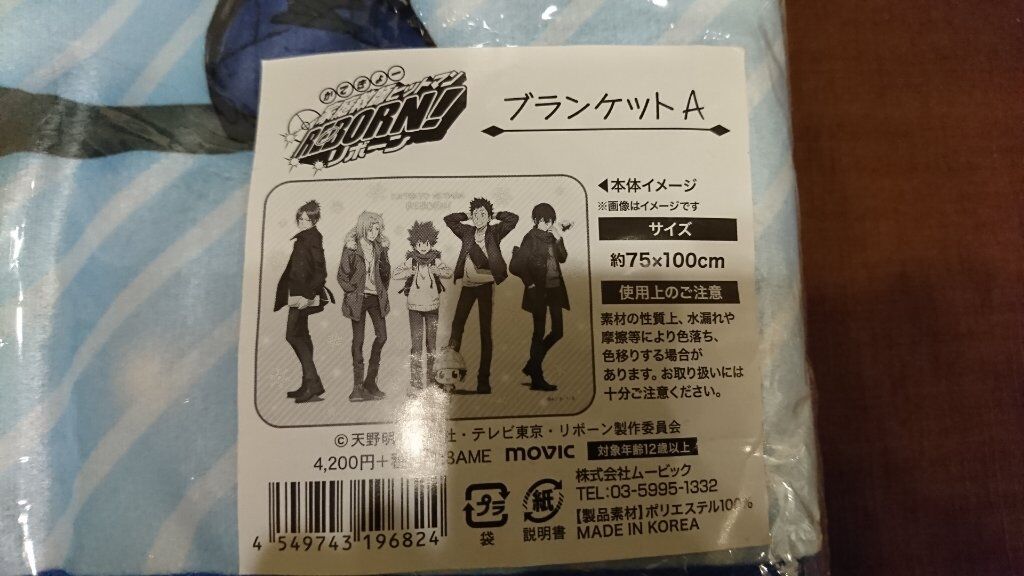 かてきょー
ヒットマン
REBORN!
リボーン
ブランケットA
◀本体イメージ
※画像はイメージです
サイズ
約75×100cm
使用上のご注意
素材の性質上、水漏れや
摩擦等により色落ち、
色移りする場合が
あります。お取り扱いには
十分ご注意ください。
©天野明 社・テレビ東京・リボーン製作委員会
4,200円+ BAME movic 対象年齢12歳以上
株式会社ムービック
TEL:03-5995-1332
【製品素材】ポリエステル100%
MADE IN KOREA
プラ
袋
紙
説明書
4 549743 196824